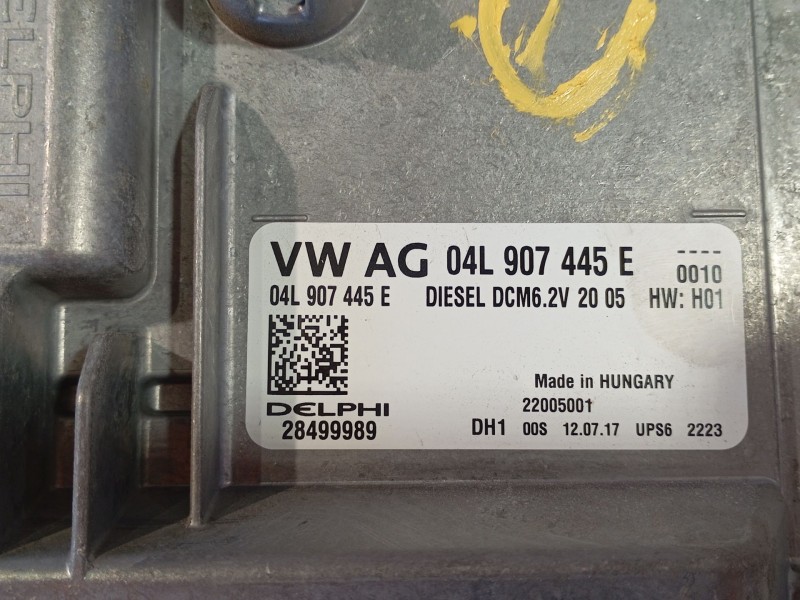 DELPHI
VW AG 04L 907 445 E ----
0010
04L 907 445 E DIESEL DCM6.2V 20 05 HW: H01
Made in HUNGARY
DELPHI 22005001
28499989 DH1 00S 12.07.17 UPS6 2223